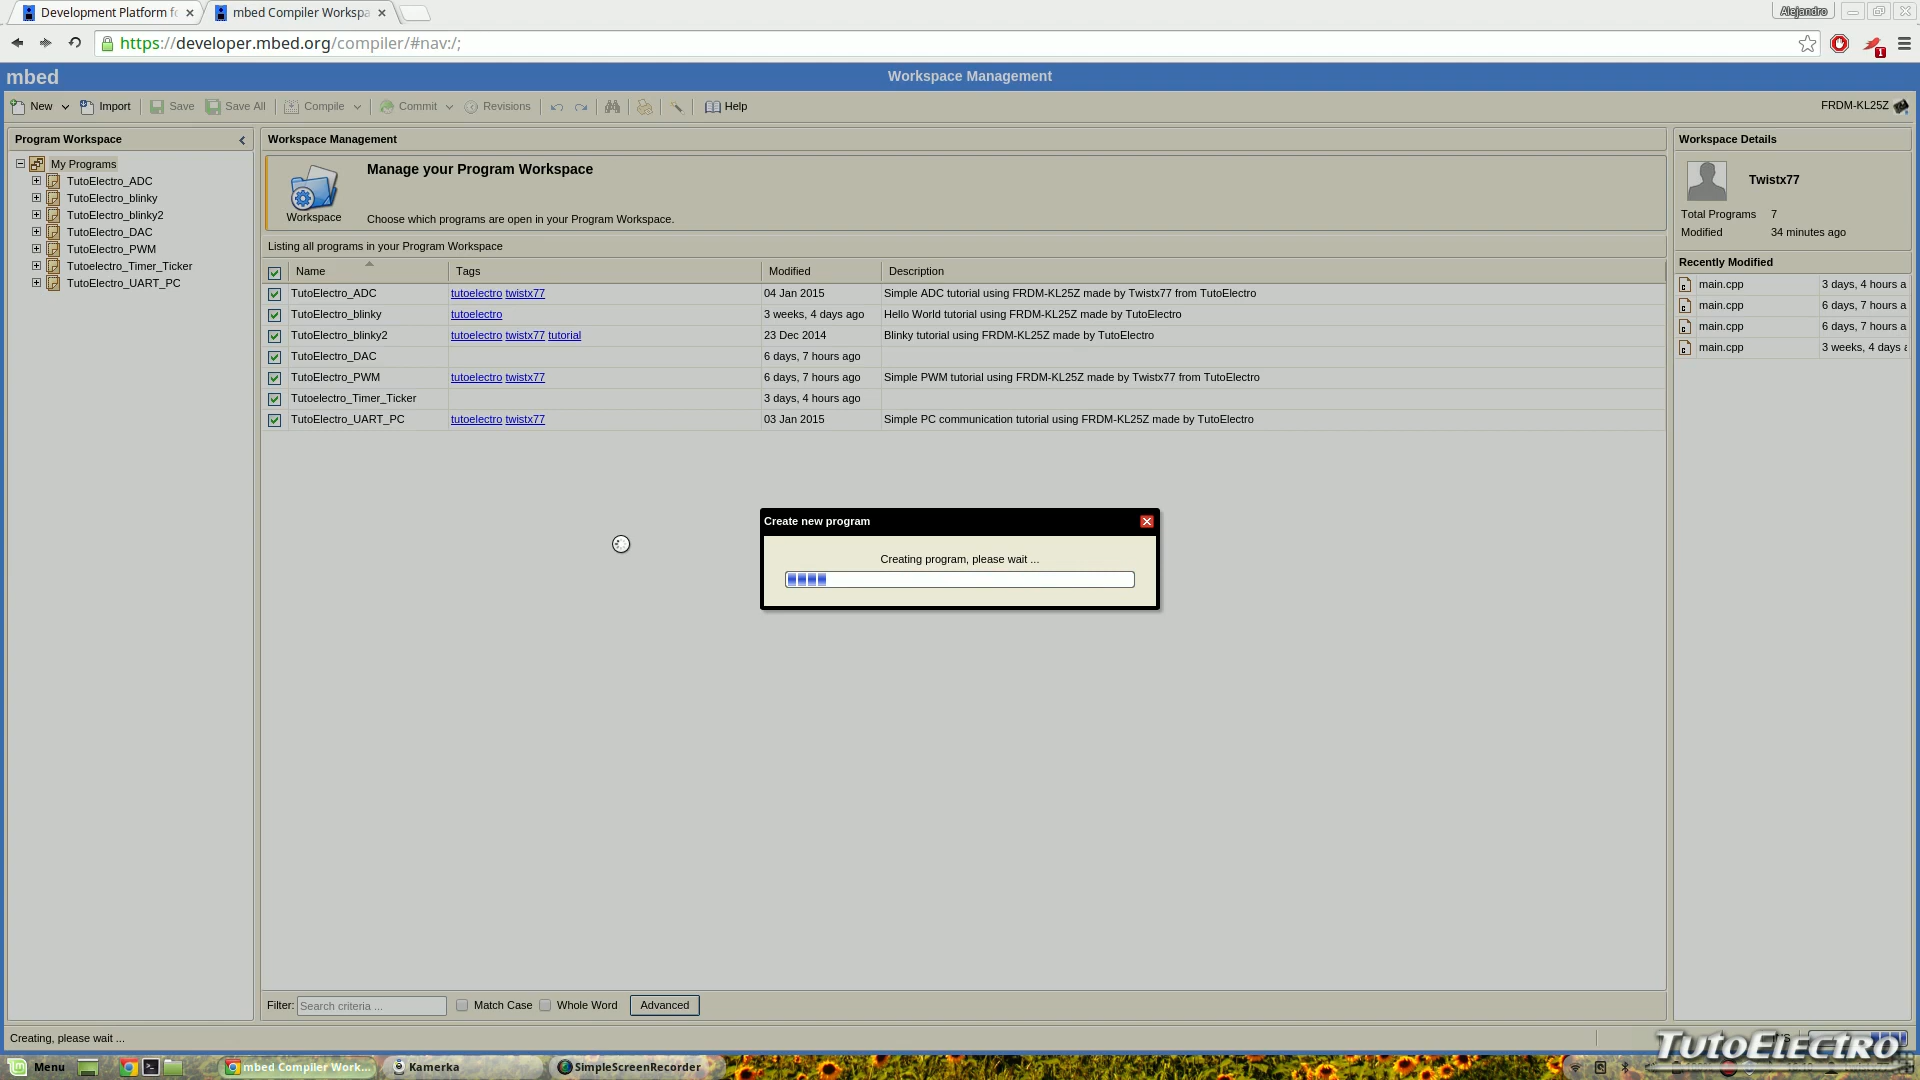 Development Platform fo
mbed Compiler Workspa
Alejandro
https://developer.mbed.org/compiler/#nav:/;
1
mbed
Workspace Management
New
Import
Save
Save All
Compile
Commit
Revisions
Help
FRDM-KL25Z
Program Workspace
My Programs
TutoElectro_ADC
TutoElectro_blinky
TutoElectro_blinky2
TutoElectro_DAC
TutoElectro_PWM
Tutoelectro_Timer_Ticker
TutoElectro_UART_PC
Workspace Management
Manage your Program Workspace
Workspace
Choose which programs are open in your Program Workspace.
Listing all programs in your Program Workspace
Name Tags Modified Description
TutoElectro_ADC tutoelectro twistx77 04 Jan 2015 Simple ADC tutorial using FRDM-KL25Z made by Twistx77 from TutoElectro
TutoElectro_blinky tutoelectro 3 weeks, 4 days ago Hello World tutorial using FRDM-KL25Z made by TutoElectro
TutoElectro_blinky2 tutoelectro twistx77 tutorial 23 Dec 2014 Blinky tutorial using FRDM-KL25Z made by TutoElectro
TutoElectro_DAC 6 days, 7 hours ago
TutoElectro_PWM tutoelectro twistx77 6 days, 7 hours ago Simple PWM tutorial using FRDM-KL25Z made by Twistx77 from TutoElectro
Tutoelectro_Timer_Ticker 3 days, 4 hours ago
TutoElectro_UART_PC tutoelectro twistx77 03 Jan 2015 Simple PC communication tutorial using FRDM-KL25Z made by TutoElectro
Create new program
Creating program, please wait ...
Filter: Search criteria ... Match Case Whole Word Advanced
Workspace Details
Twistx77
Total Programs 7
Modified 34 minutes ago
Recently Modified
main.cpp 3 days, 4 hours a
main.cpp 6 days, 7 hours a
main.cpp 6 days, 7 hours a
main.cpp 3 weeks, 4 days a
Creating, please wait ...
TutoElectro
Menu
mbed Compiler Work...
Kamerka
SimpleScreenRecorder